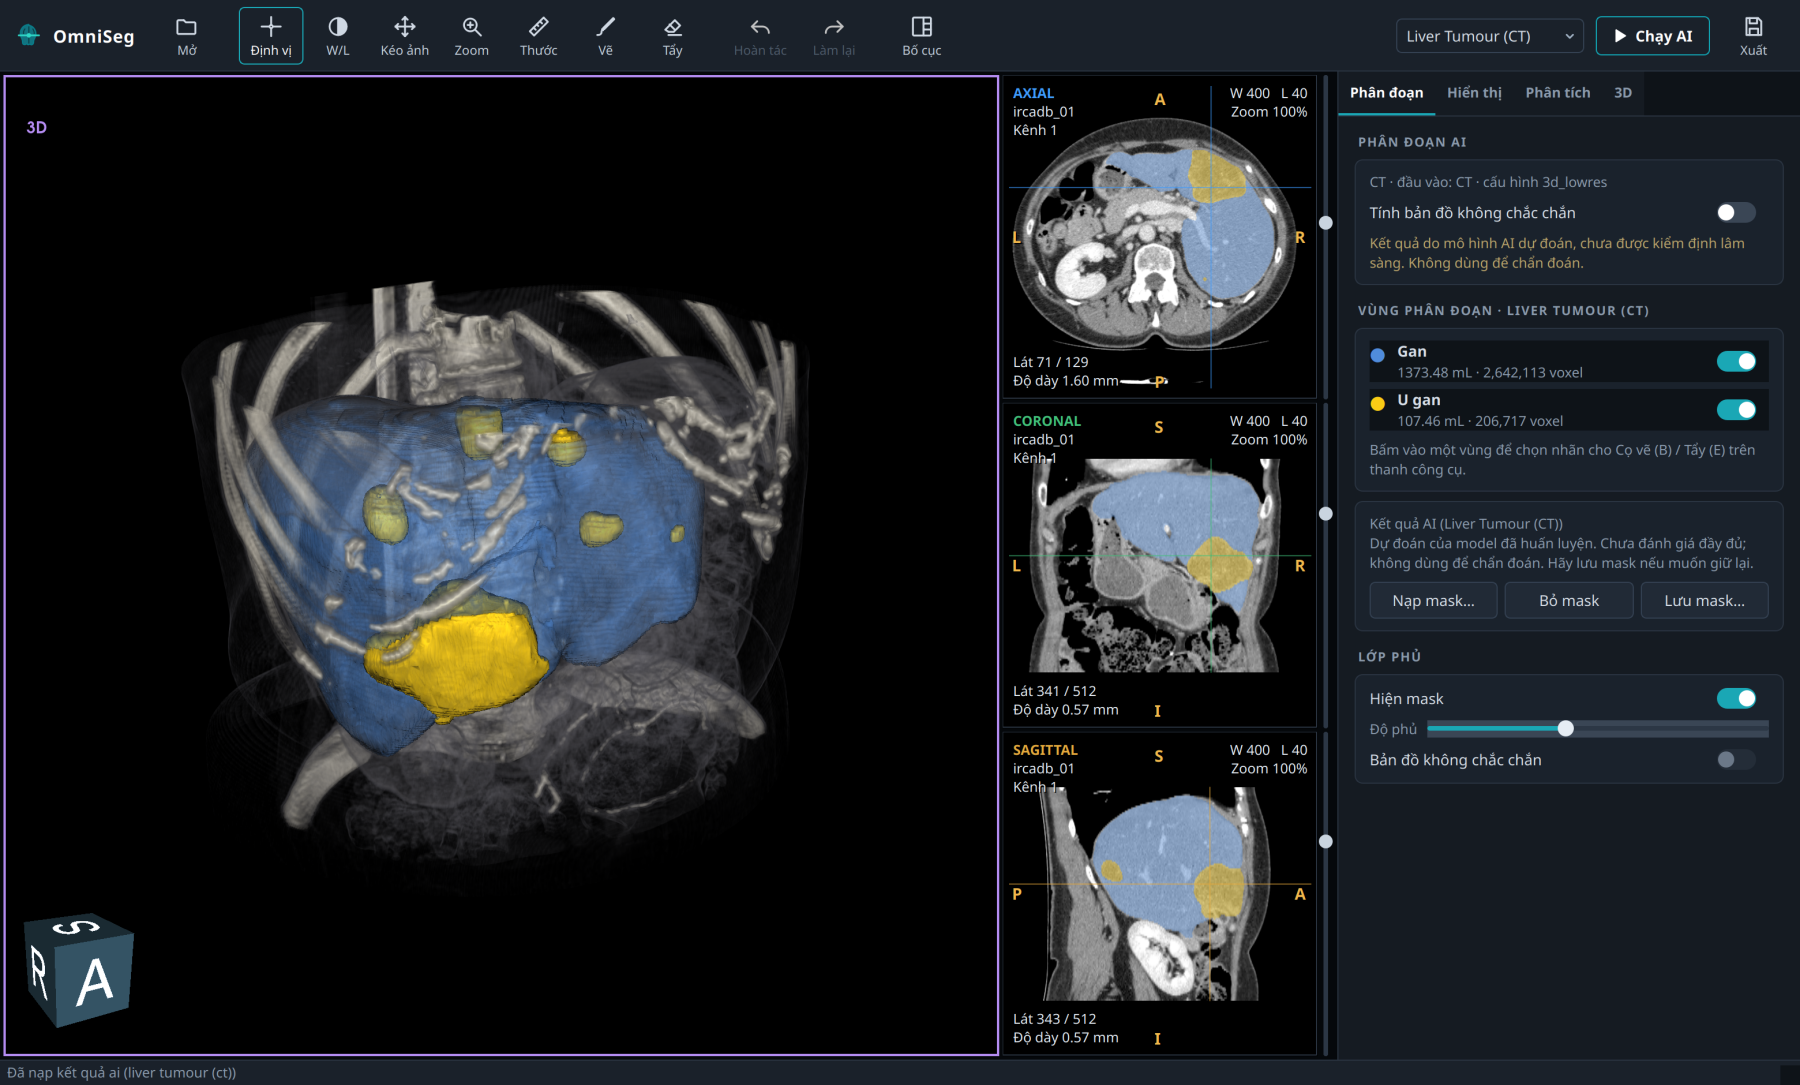 OmniSeg
Mở
Định vị
W/L
Kéo ảnh
Zoom
Thước
Vẽ
Tẩy
Hoàn tác
Làm lại
Bố cục
Liver Tumour (CT)
Chạy AI
Xuất
3D
S
R
A
AXIAL
ircadb_01
Kênh 1
A
W 400 L 40
Zoom 100%
L
R
Lát 71 / 129
Độ dày 1.60 mm
P
CORONAL
ircadb_01
Kênh 1
S
W 400 L 40
Zoom 100%
L
R
Lát 341 / 512
Độ dày 0.57 mm
I
SAGITTAL
ircadb_01
Kênh 1
S
W 400 L 40
Zoom 100%
P
A
Lát 343 / 512
Độ dày 0.57 mm
I
Phân đoạn
Hiển thị
Phân tích
3D
PHÂN ĐOẠN AI
CT · đầu vào: CT · cấu hình 3d_lowres
Tính bản đồ không chắc chắn
Kết quả do mô hình AI dự đoán, chưa được kiểm định lâm
sàng. Không dùng để chẩn đoán.
VÙNG PHÂN ĐOẠN · LIVER TUMOUR (CT)
Gan
1373.48 mL · 2,642,113 voxel
U gan
107.46 mL · 206,717 voxel
Bấm vào một vùng để chọn nhãn cho Cọ vẽ (B) / Tẩy (E) trên
thanh công cụ.
Kết quả AI (Liver Tumour (CT))
Dự đoán của model đã huấn luyện. Chưa đánh giá đầy đủ;
không dùng để chẩn đoán. Hãy lưu mask nếu muốn giữ lại.
Nạp mask...
Bỏ mask
Lưu mask...
LỚP PHỦ
Hiện mask
Độ phủ
Bản đồ không chắc chắn
Đã nạp kết quả ai (liver tumour (ct))